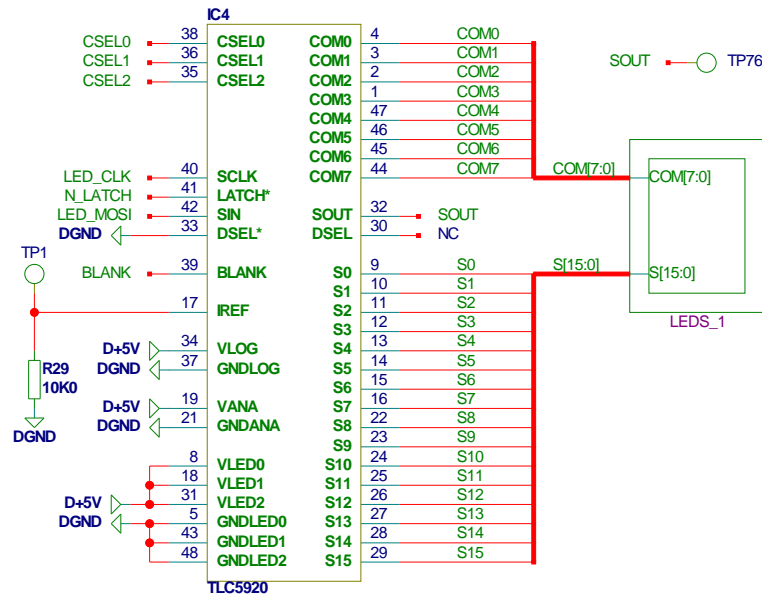 IC4
CSEL0 38 CSEL0 COM0 4 COM0
CSEL1 36 CSEL1 COM1 3 COM1 SOUT TP76
CSEL2 35 CSEL2 COM2 2 COM2
COM3 1 COM3
COM4 47 COM4
COM5 46 COM5
COM6 45 COM6
LED_CLK 40 SCLK COM7 44 COM7 COM[7:0] COM[7:0]
N_LATCH 41 LATCH*
LED_MOSI 42 SIN SOUT 32 SOUT
DGND 33 DSEL* DSEL 30 NC
TP1
BLANK 39 BLANK S0 9 S0 S[15:0] S[15:0]
S1 10 S1
17 IREF S2 11 S2
S3 12 S3 LEDS_1
D+5V 34 VLOG S4 13 S4
DGND 37 GNDLOG S5 14 S5
R29
10K0
S6 15 S6
D+5V 19 VANA S7 16 S7
DGND 21 GNDANA S8 22 S8
DGND
S9 23 S9
8 VLED0 S10 24 S10
18 VLED1 S11 25 S11
D+5V 31 VLED2 S12 26 S12
DGND 5 GNDLED0 S13 27 S13
43 GNDLED1 S14 28 S14
48 GNDLED2 S15 29 S15
TLC5920